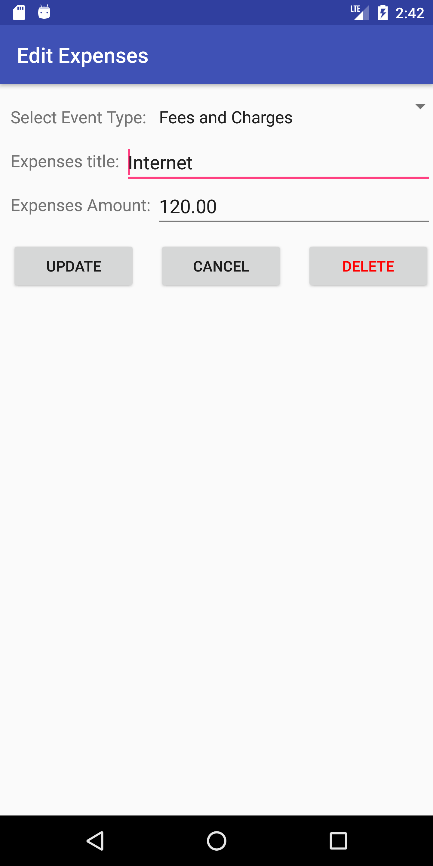 LTE 2:42
Edit Expenses
Select Event Type: Fees and Charges
Expenses title: Internet
Expenses Amount: 120.00
UPDATE CANCEL DELETE